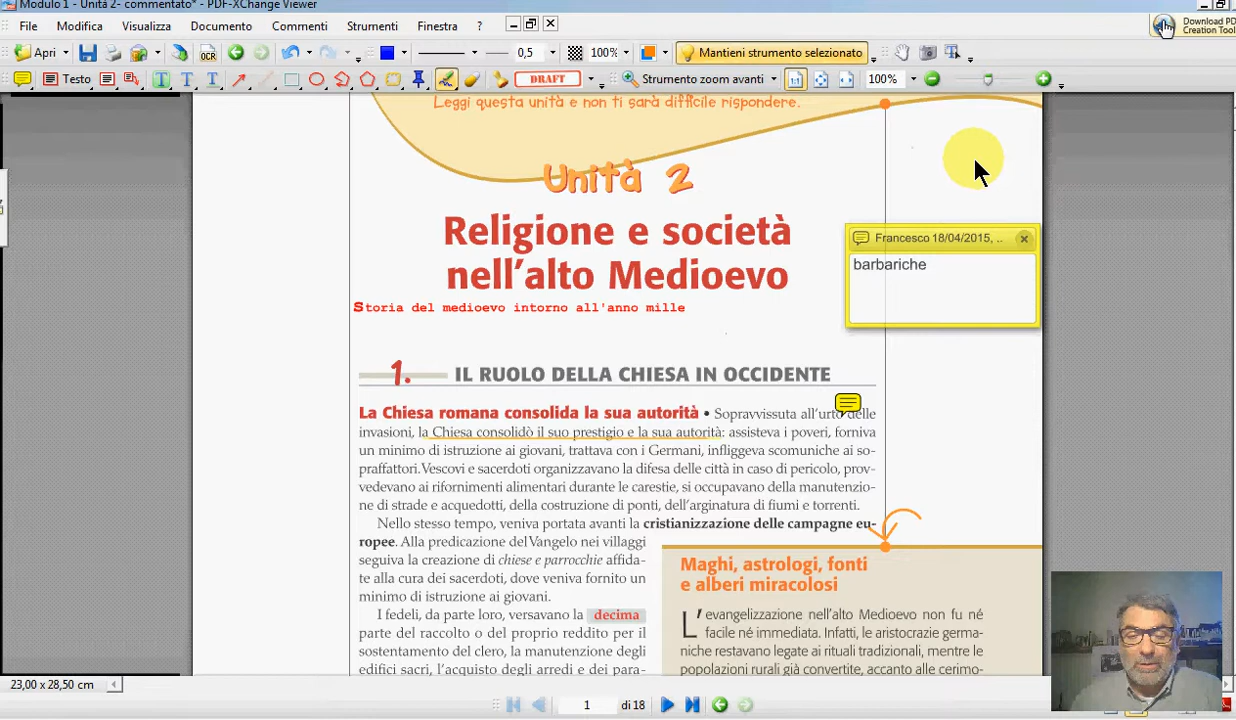 Modulo 1 - Unità 2- commentato* - PDF-XChange Viewer
File Modifica Visualizza Documento Commenti Strumenti Finestra ?
Download PD
Creation Tool
Apri OCR 0,5 100% Mantieni strumento selezionato
Testo T T T DRAFT Strumento zoom avanti 1:1 100%
Leggi questa unità e non ti sarà difficile rispondere.
Unità 2
Religione e società
nell'alto Medioevo
Storia del medioevo intorno all'anno mille
Francesco 18/04/2015, ..
barbariche
1. IL RUOLO DELLA CHIESA IN OCCIDENTE
La Chiesa romana consolida la sua autorità • Sopravvissuta all'urto delle
invasioni, la Chiesa consolidò il suo prestigio e la sua autorità: assisteva i poveri, forniva
un minimo di istruzione ai giovani, trattava con i Germani, infliggeva scomuniche ai so-
praffattori. Vescovi e sacerdoti organizzavano la difesa delle città in caso di pericolo, prov-
vedevano ai rifornimenti alimentari durante le carestie, si occupavano della manutenzio-
ne di strade e acquedotti, della costruzione di ponti, dell'arginatura di fiumi e torrenti.
Nello stesso tempo, veniva portata avanti la cristianizzazione delle campagne eu-
ropee. Alla predicazione del Vangelo nei villaggi
seguiva la creazione di chiese e parrocchie affida-
te alla cura dei sacerdoti, dove veniva fornito un
minimo di istruzione ai giovani.
I fedeli, da parte loro, versavano la decima
parte del raccolto o del proprio reddito per il
sostentamento del clero, la manutenzione degli
edifici sacri, l'acquisto degli arredi e dei para-
Maghi, astrologi, fonti
e alberi miracolosi
L'evangelizzazione nell'alto Medioevo non fu né
facile né immediata. Infatti, le aristocrazie germa-
niche restavano legate ai rituali tradizionali, mentre le
popolazioni rurali già convertite, accanto alle cerimo-
23,00 x 28,50 cm
1 di 18